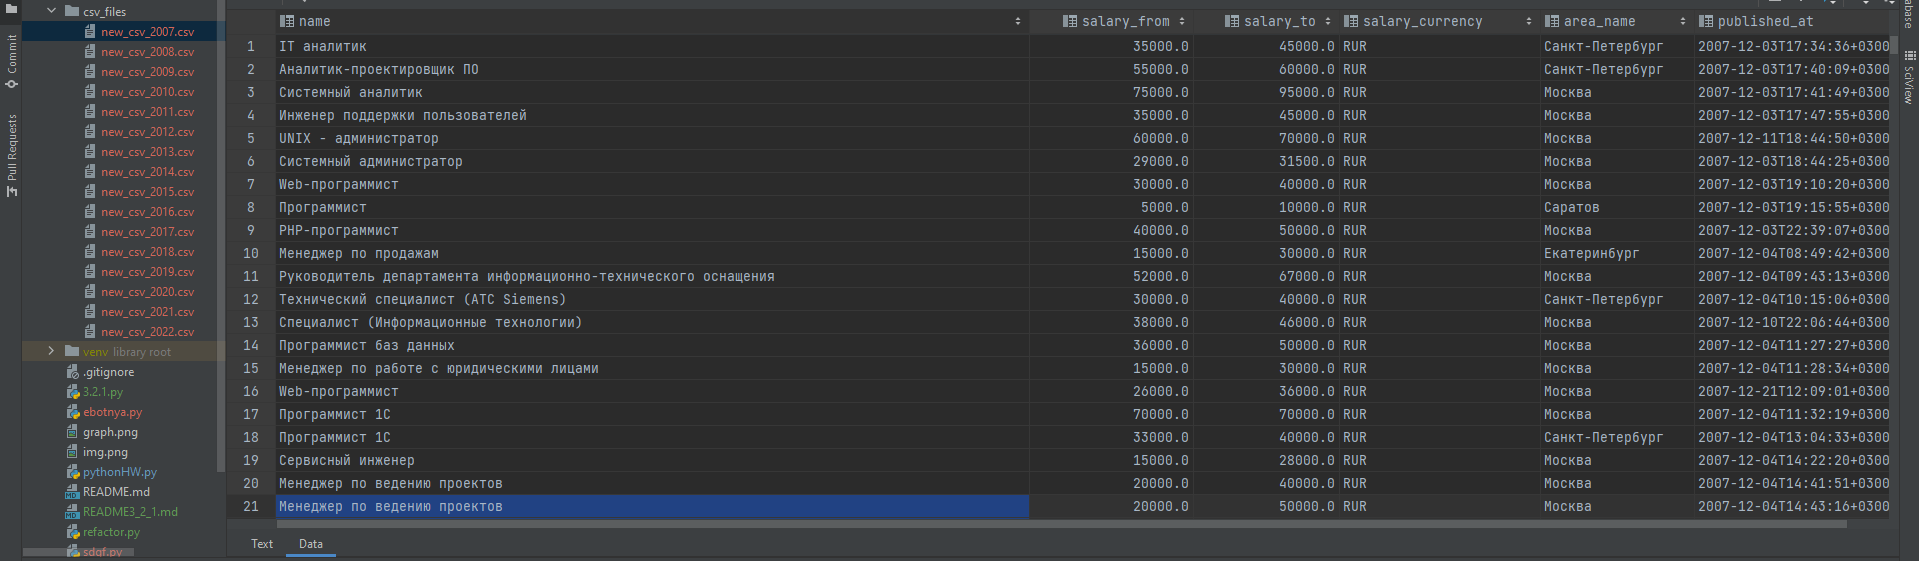 csv_files
new_csv_2007.csv
new_csv_2008.csv
new_csv_2009.csv
new_csv_2010.csv
new_csv_2011.csv
new_csv_2012.csv
new_csv_2013.csv
new_csv_2014.csv
new_csv_2015.csv
new_csv_2016.csv
new_csv_2017.csv
new_csv_2018.csv
new_csv_2019.csv
new_csv_2020.csv
new_csv_2021.csv
new_csv_2022.csv
venv library root
.gitignore
3.2.1.py
ebotnya.py
graph.png
img.png
pythonHW.py
README.md
README3_2_1.md
refactor.py
Commit
Pull Requests
name salary_from salary_to salary_currency area_name published_at
1 IT аналитик 35000.0 45000.0 RUR Санкт-Петербург 2007-12-03T17:34:36+0300
2 Аналитик-проектировщик ПО 55000.0 60000.0 RUR Санкт-Петербург 2007-12-03T17:40:09+0300
3 Системный аналитик 75000.0 95000.0 RUR Москва 2007-12-03T17:41:49+0300
4 Инженер поддержки пользователей 35000.0 45000.0 RUR Москва 2007-12-03T17:47:55+0300
5 UNIX - администратор 60000.0 70000.0 RUR Москва 2007-12-11T18:44:50+0300
6 Системный администратор 29000.0 31500.0 RUR Москва 2007-12-03T18:44:25+0300
7 Web-программист 30000.0 40000.0 RUR Москва 2007-12-03T19:10:20+0300
8 Программист 5000.0 10000.0 RUR Саратов 2007-12-03T19:15:55+0300
9 PHP-программист 40000.0 50000.0 RUR Москва 2007-12-03T22:39:07+0300
10 Менеджер по продажам 15000.0 30000.0 RUR Екатеринбург 2007-12-04T08:49:42+0300
11 Руководитель департамента информационно-технического оснащения 52000.0 67000.0 RUR Москва 2007-12-04T09:43:13+0300
12 Технический специалист (АТС Siemens) 30000.0 40000.0 RUR Санкт-Петербург 2007-12-04T10:15:06+0300
13 Специалист (Информационные технологии) 38000.0 46000.0 RUR Москва 2007-12-10T22:06:44+0300
14 Программист баз данных 36000.0 50000.0 RUR Москва 2007-12-04T11:27:27+0300
15 Менеджер по работе с юридическими лицами 15000.0 30000.0 RUR Москва 2007-12-04T11:28:34+0300
16 Web-программист 26000.0 36000.0 RUR Москва 2007-12-21T12:09:01+0300
17 Программист 1С 70000.0 70000.0 RUR Москва 2007-12-04T11:32:19+0300
18 Программист 1С 33000.0 40000.0 RUR Санкт-Петербург 2007-12-04T13:04:33+0300
19 Сервисный инженер 15000.0 28000.0 RUR Москва 2007-12-04T14:22:20+0300
20 Менеджер по ведению проектов 20000.0 40000.0 RUR Москва 2007-12-04T14:41:51+0300
21 Менеджер по ведению проектов 20000.0 50000.0 RUR Москва 2007-12-04T14:43:16+0300
Text Data
SciView